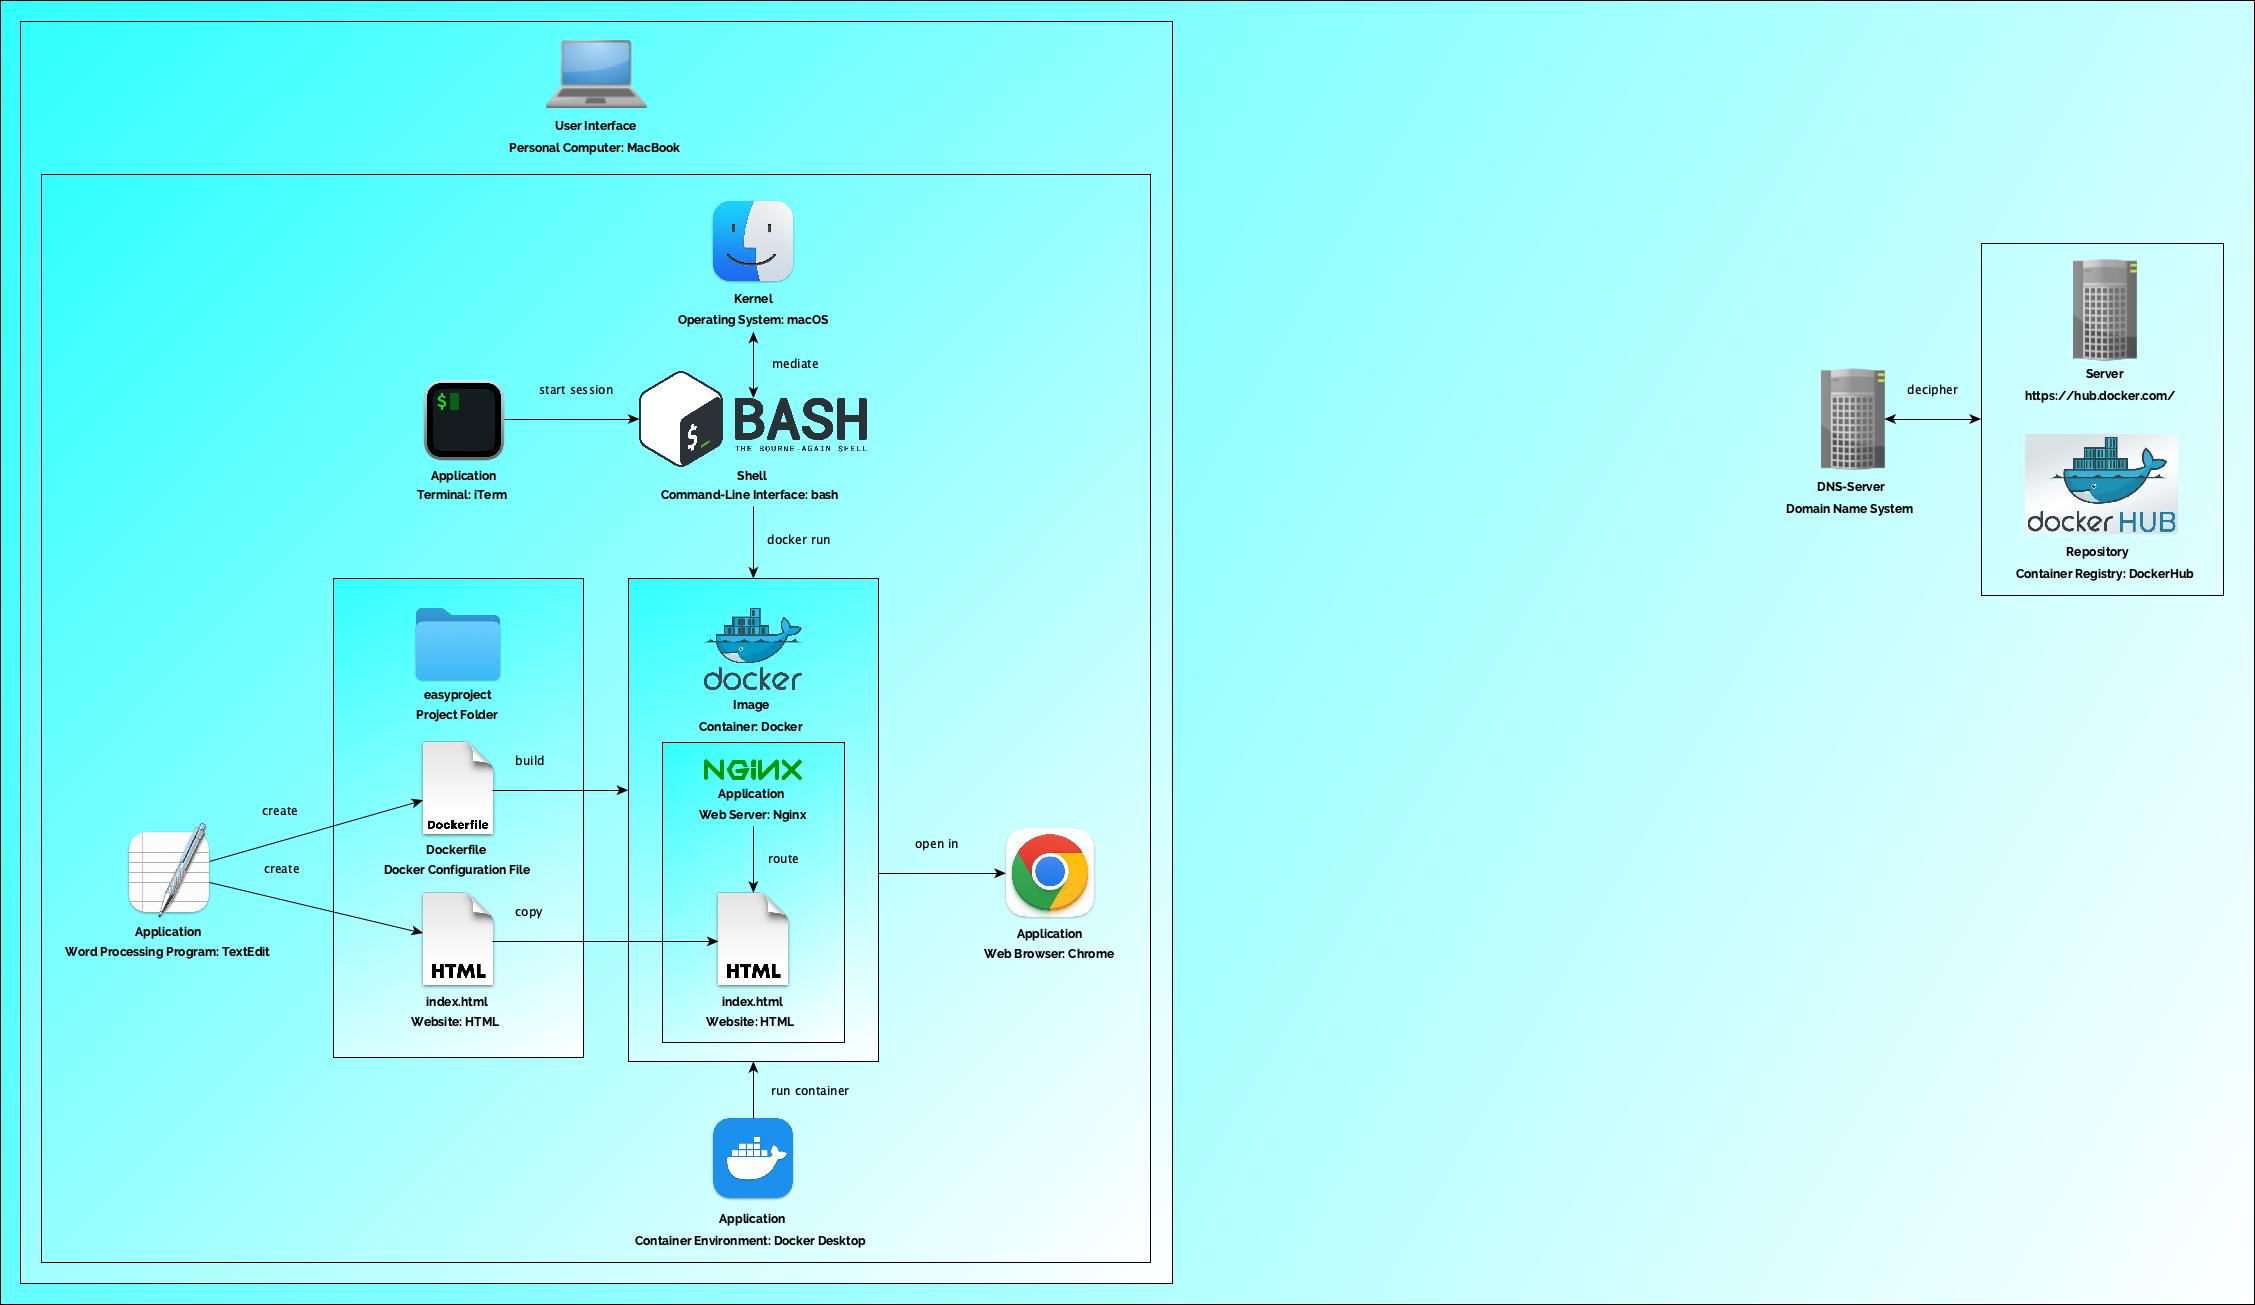 User Interface
Personal Computer: MacBook
Kernel
Operating System: macOS
mediate
start session
$
$_
BASH
THE BOURNE-AGAIN SHELL
Application
Terminal: iTerm
Shell
Command-Line Interface: bash
docker run
easyproject
Project Folder
docker
Image
Container: Docker
build
Dockerfile
Dockerfile
Docker Configuration File
NGINX
Application
Web Server: Nginx
route
create
create
Application
Word Processing Program: TextEdit
copy
HTML
index.html
Website: HTML
HTML
index.html
Website: HTML
open in
Application
Web Browser: Chrome
run container
Application
Container Environment: Docker Desktop
decipher
DNS-Server
Domain Name System
Server
https://hub.docker.com/
docker HUB
Repository
Container Registry: DockerHub